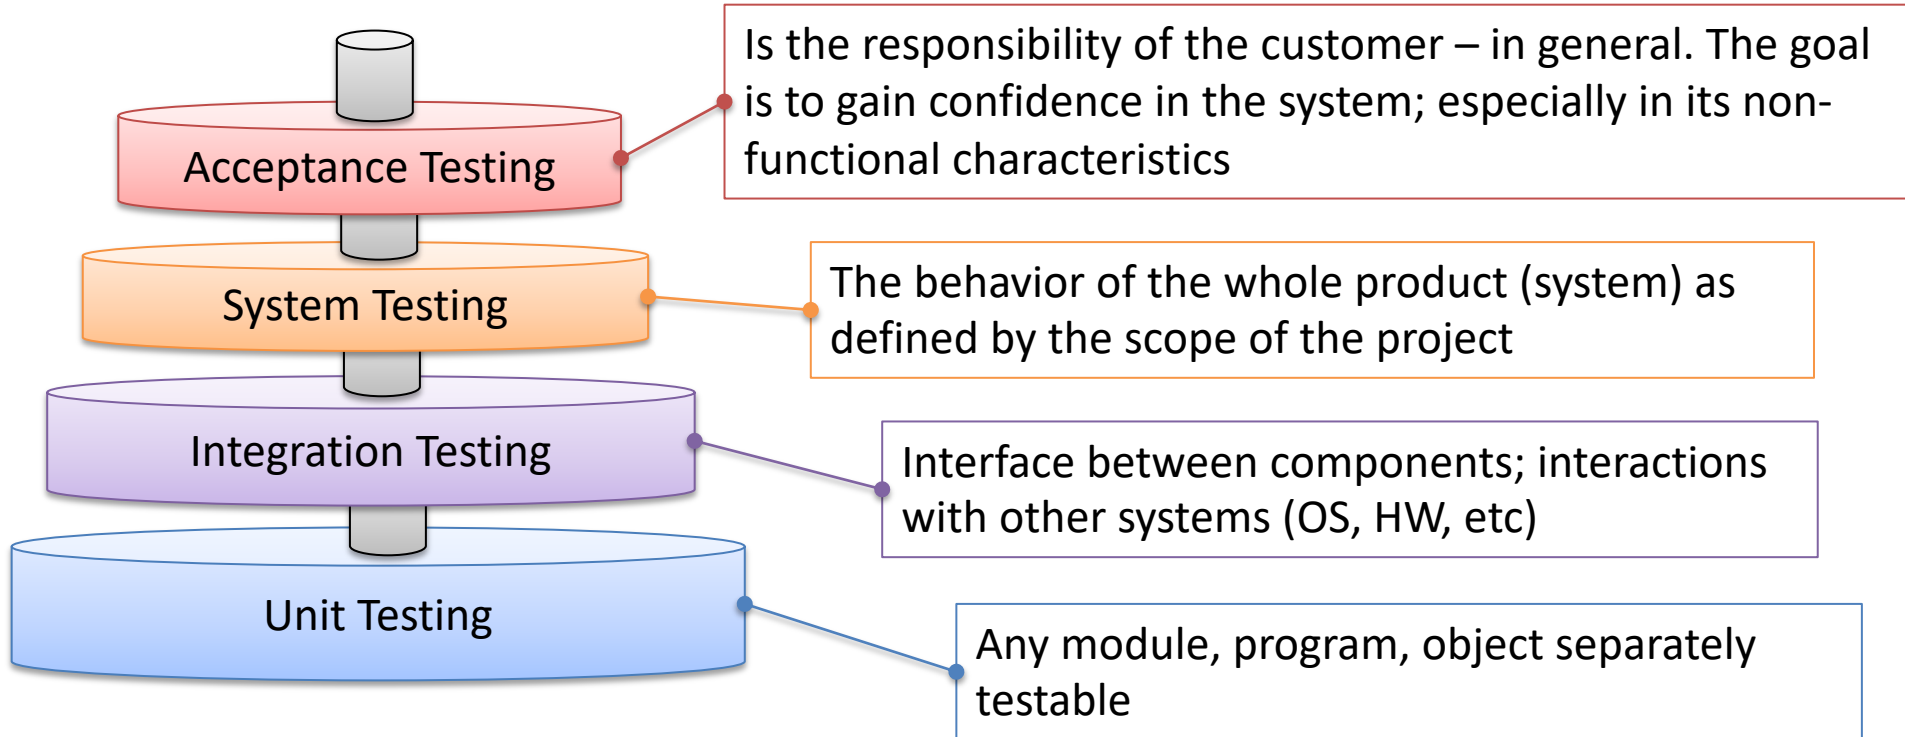 Acceptance Testing
Is the responsibility of the customer – in general. The goal
is to gain confidence in the system; especially in its non-
functional characteristics
System Testing
The behavior of the whole product (system) as
defined by the scope of the project
Integration Testing
Interface between components; interactions
with other systems (OS, HW, etc)
Unit Testing
Any module, program, object separately
testable